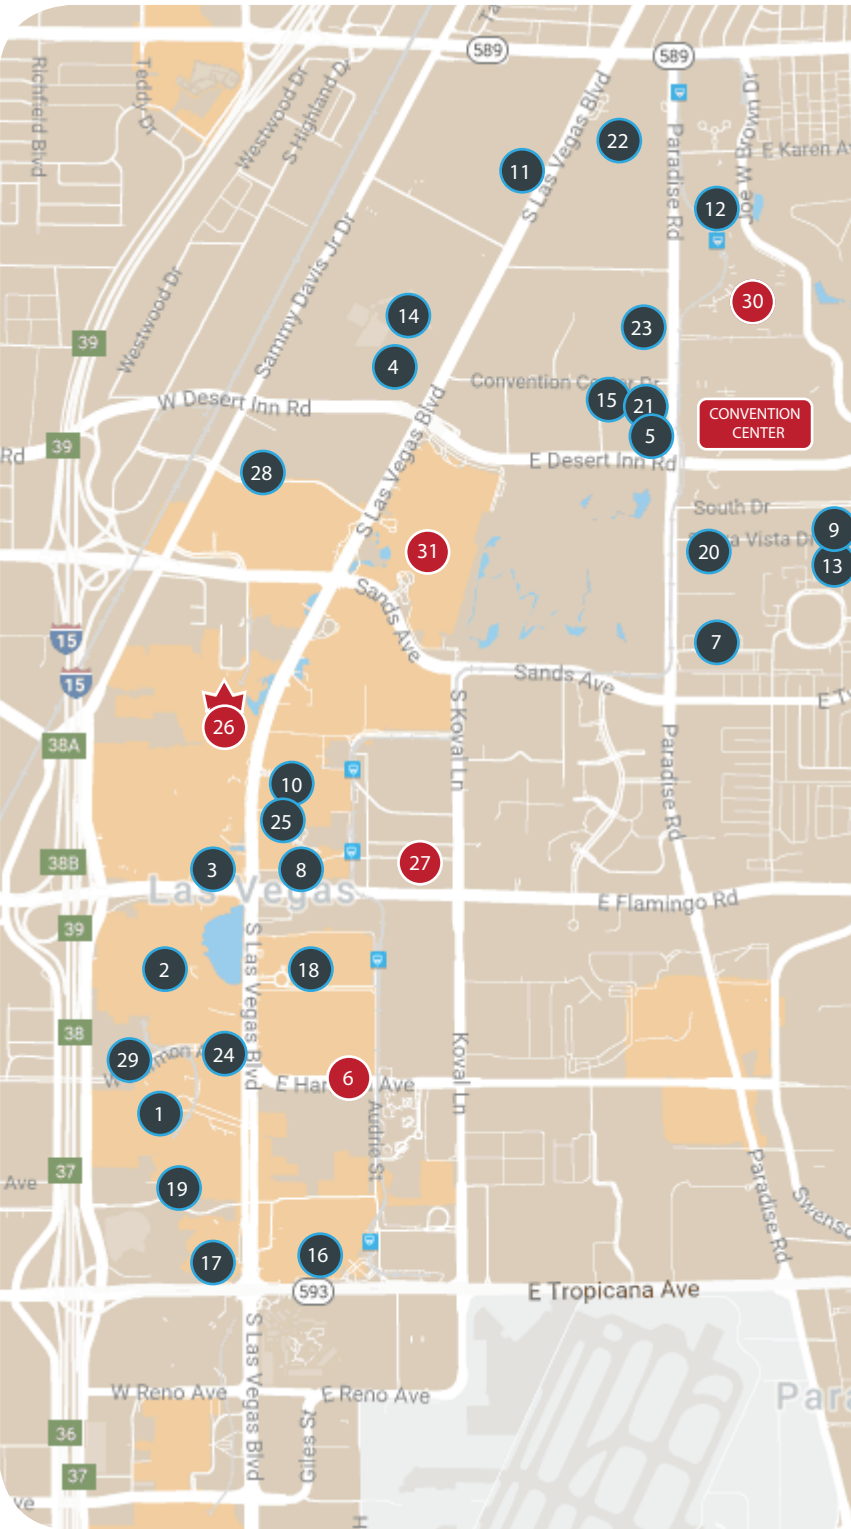 Ta
589
589
Richfield Blvd
Teddy Dr
Westwood Dr
S Highland Dr
S Las Vegas Blvd
Paradise Rd
Joe W Brown Dr
22
E Karen Av
11
12
Sammy Davis Jr Dr
Westwood Dr
30
14
23
39
4
Convention Center Dr
15
21
W Desert Inn Rd
S Las Vegas Blvd
CONVENTION
CENTER
5
39
Rd
E Desert Inn Rd
28
South Dr
9
31
20
a Vista D
13
Sands Ave
15
7
15
Sands Ave
E T
S Koval Ln
26
Paradise Rd
38A
10
25
38B
3
8
27
Las Vegas
E Flamingo Rd
39
S Las Vegas Blvd
2
18
38
29
24
W
mon
Koval Ln
6
E Har
Ave
1
Audrie St
37
Ave
19
Paradise Rd
Swenso
17
16
593
E Tropicana Ave
S Las Vegas Blvd
W Reno Ave
E Reno Ave
Par
Giles St
36
37
ve
H